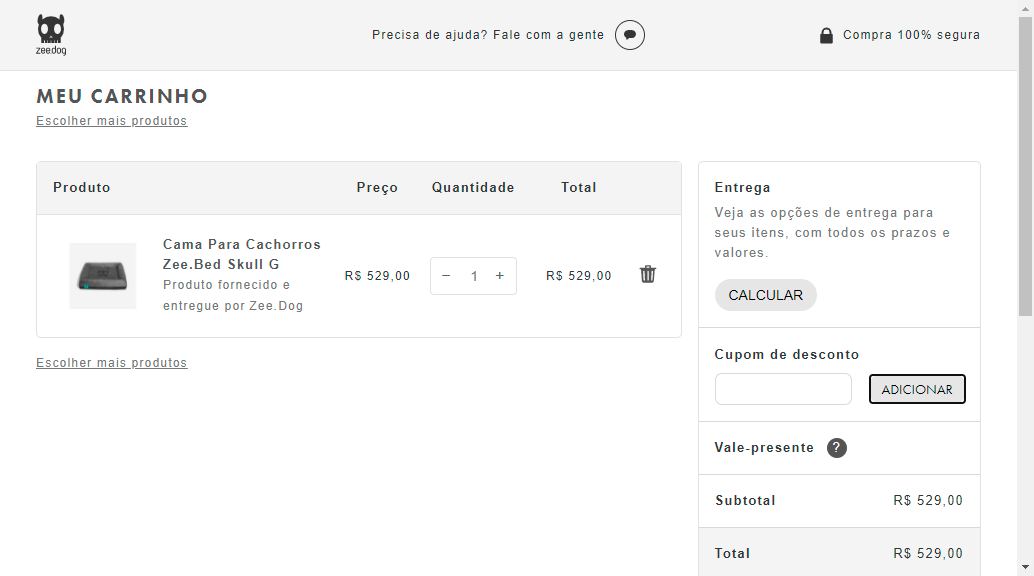 zee.dog
Precisa de ajuda? Fale com a gente
Compra 100% segura
MEU CARRINHO
Escolher mais produtos
Produto
Preço
Quantidade
Total
Cama Para Cachorros
Zee.Bed Skull G
Produto fornecido e
entregue por Zee.Dog
R$ 529,00
− 1 +
R$ 529,00
Escolher mais produtos
Entrega
Veja as opções de entrega para
seus itens, com todos os prazos e
valores.
CALCULAR
Cupom de desconto
ADICIONAR
Vale-presente ?
Subtotal R$ 529,00
Total R$ 529,00